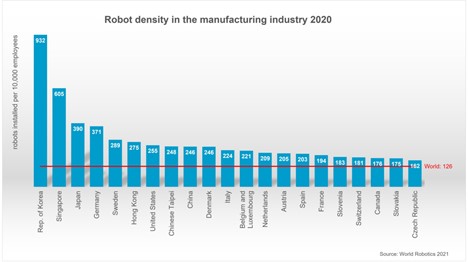 Robot density in the manufacturing industry 2020
robots installed per 10,000 employees
932
605
390
371
289
275
255
248
246
246
224
221
209
205
203
194
183
181
176
175
162
World: 126
Rep. of Korea
Singapore
Japan
Germany
Sweden
Hong Kong
United States
Chinese Taipei
China
Denmark
Italy
Belgium and
Luxembourg
Netherlands
Austria
Spain
France
Slovenia
Switzerland
Canada
Slovakia
Czech Republic
Source: World Robotics 2021